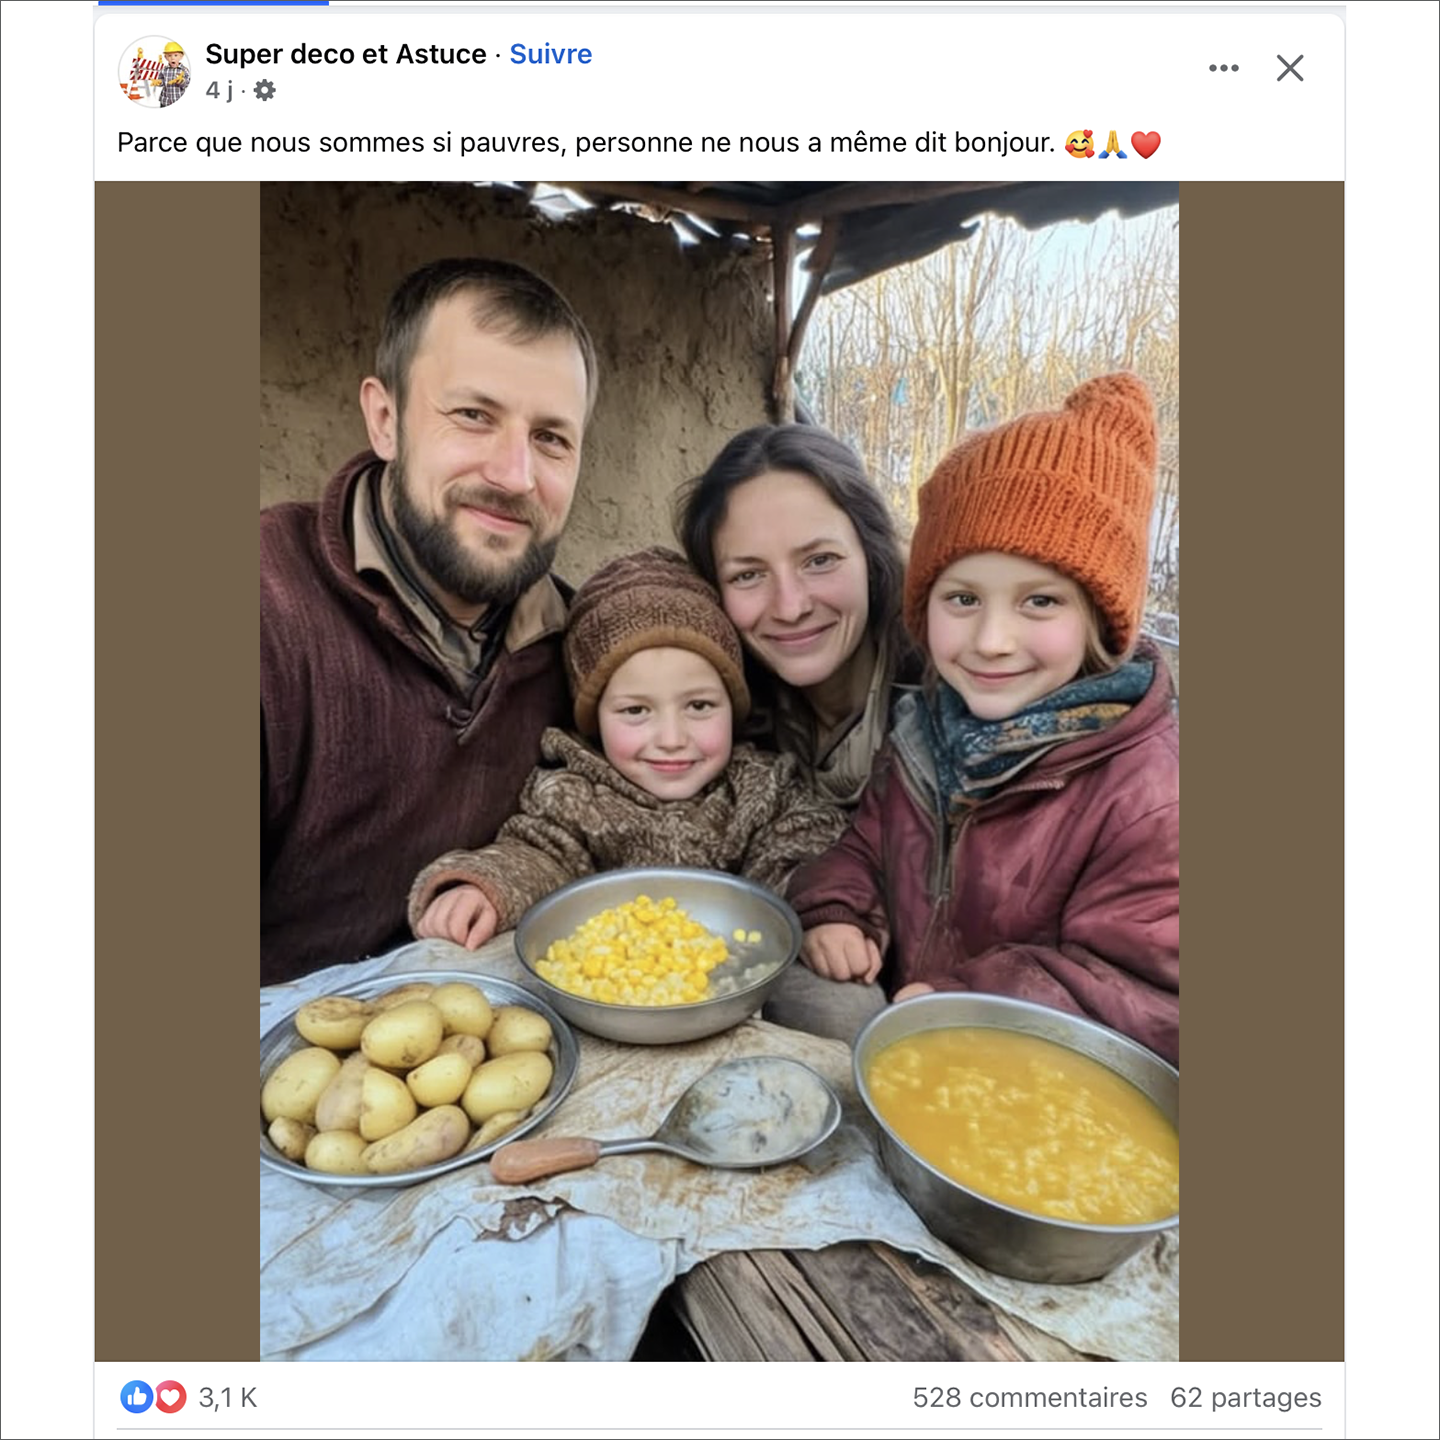 Super deco et Astuce · Suivre
4 j ·
Parce que nous sommes si pauvres, personne ne nous a même dit bonjour. 🥰🙏❤️
3,1 K 528 commentaires 62 partages